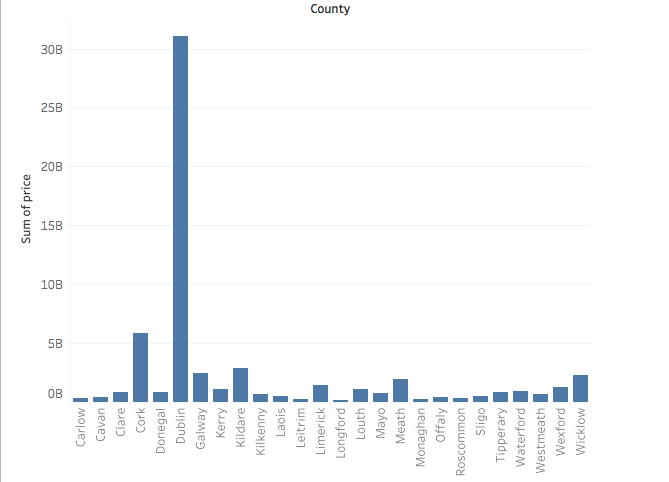 County
30B
25B
20B
15B
10B
5B
0B
Sum of price
Carlow
Cavan
Clare
Cork
Donegal
Dublin
Galway
Kerry
Kildare
Kilkenny
Laois
Leitrim
Limerick
Longford
Louth
Mayo
Meath
Monaghan
Offaly
Roscommon
Sligo
Tipperary
Waterford
Westmeath
Wexford
Wicklow